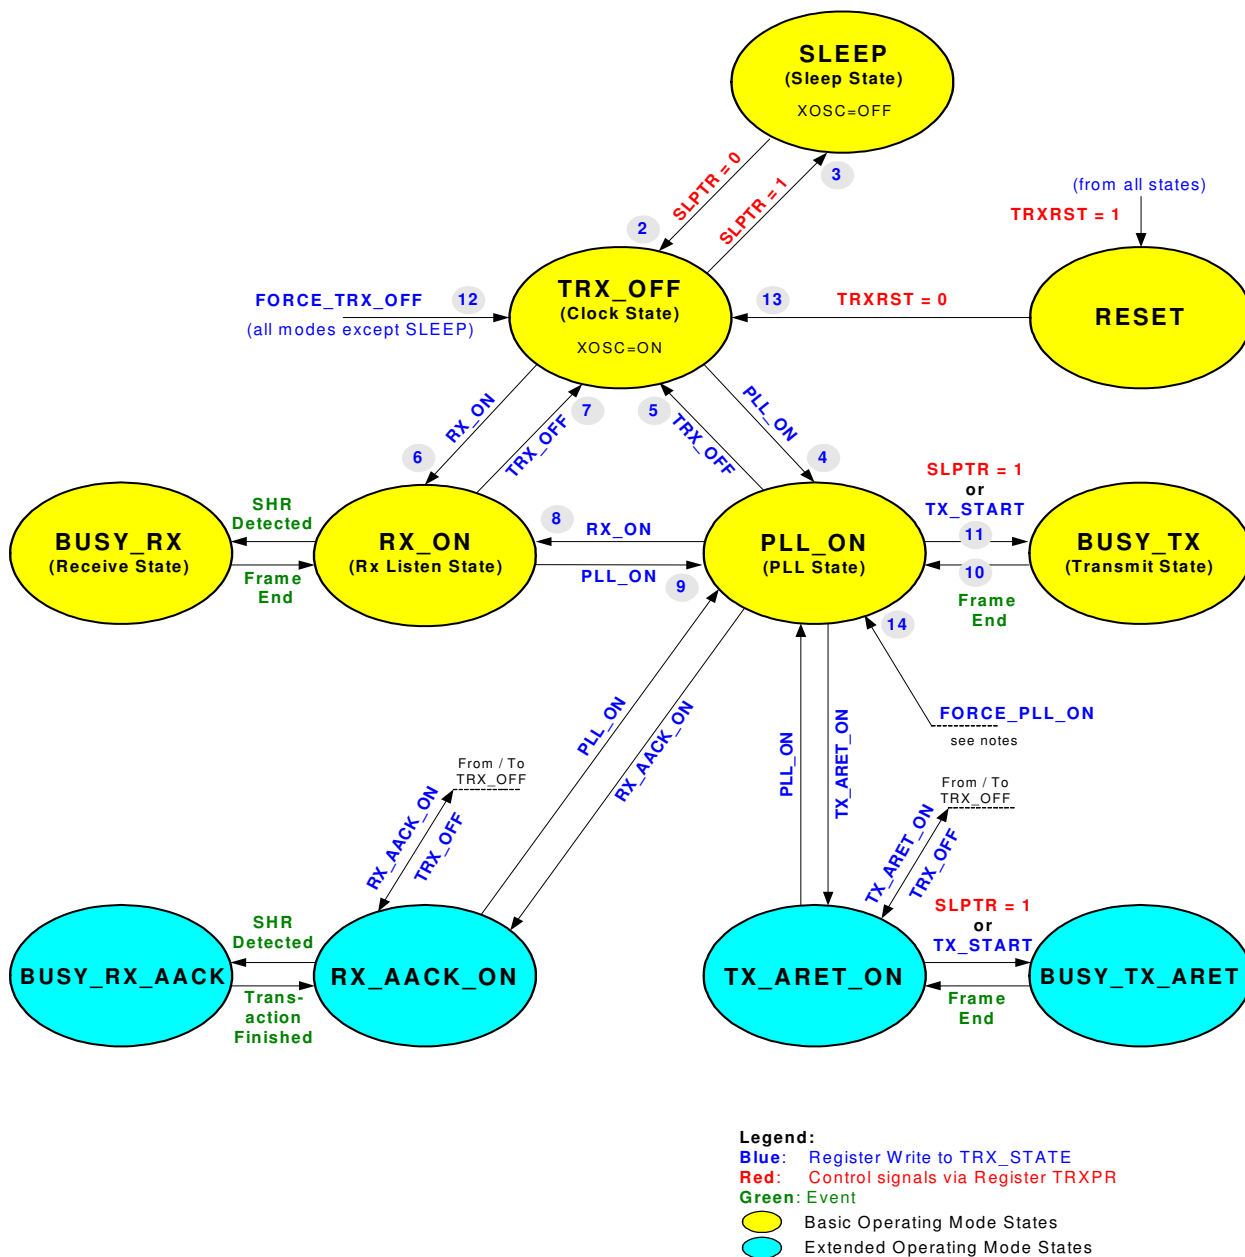 SLEEP
(Sleep State)
XOSC=OFF
SLPTR = 0
SLPTR = 1
3
2
(from all states)
TRXRST = 1
FORCE_TRX_OFF
12
(all modes except SLEEP)
TRX_OFF
(Clock State)
XOSC=ON
13
TRXRST = 0
RESET
RX_ON
7
TRX_OFF
6
5
TRX_OFF
PLL_ON
4
SHR
Detected
BUSY_RX
(Receive State)
Frame
End
RX_ON
(Rx Listen State)
8
RX_ON
PLL_ON
9
PLL_ON
(PLL State)
SLPTR = 1
or
TX_START
11
10
Frame
End
BUSY_TX
(Transmit State)
14
FORCE_PLL_ON
see notes
PLL_ON
RX_AACK_ON
PLL_ON
TX_ARET_ON
From / To
TRX_OFF
RX_AACK_ON
TRX_OFF
From / To
TRX_OFF
TX_ARET_ON
TRX_OFF
SHR
Detected
BUSY_RX_AACK
Trans-
action
Finished
RX_AACK_ON
TX_ARET_ON
SLPTR = 1
or
TX_START
Frame
End
BUSY_TX_ARET
Legend:
Blue: Register Write to TRX_STATE
Red: Control signals via Register TRXPR
Green: Event
Basic Operating Mode States
Extended Operating Mode States